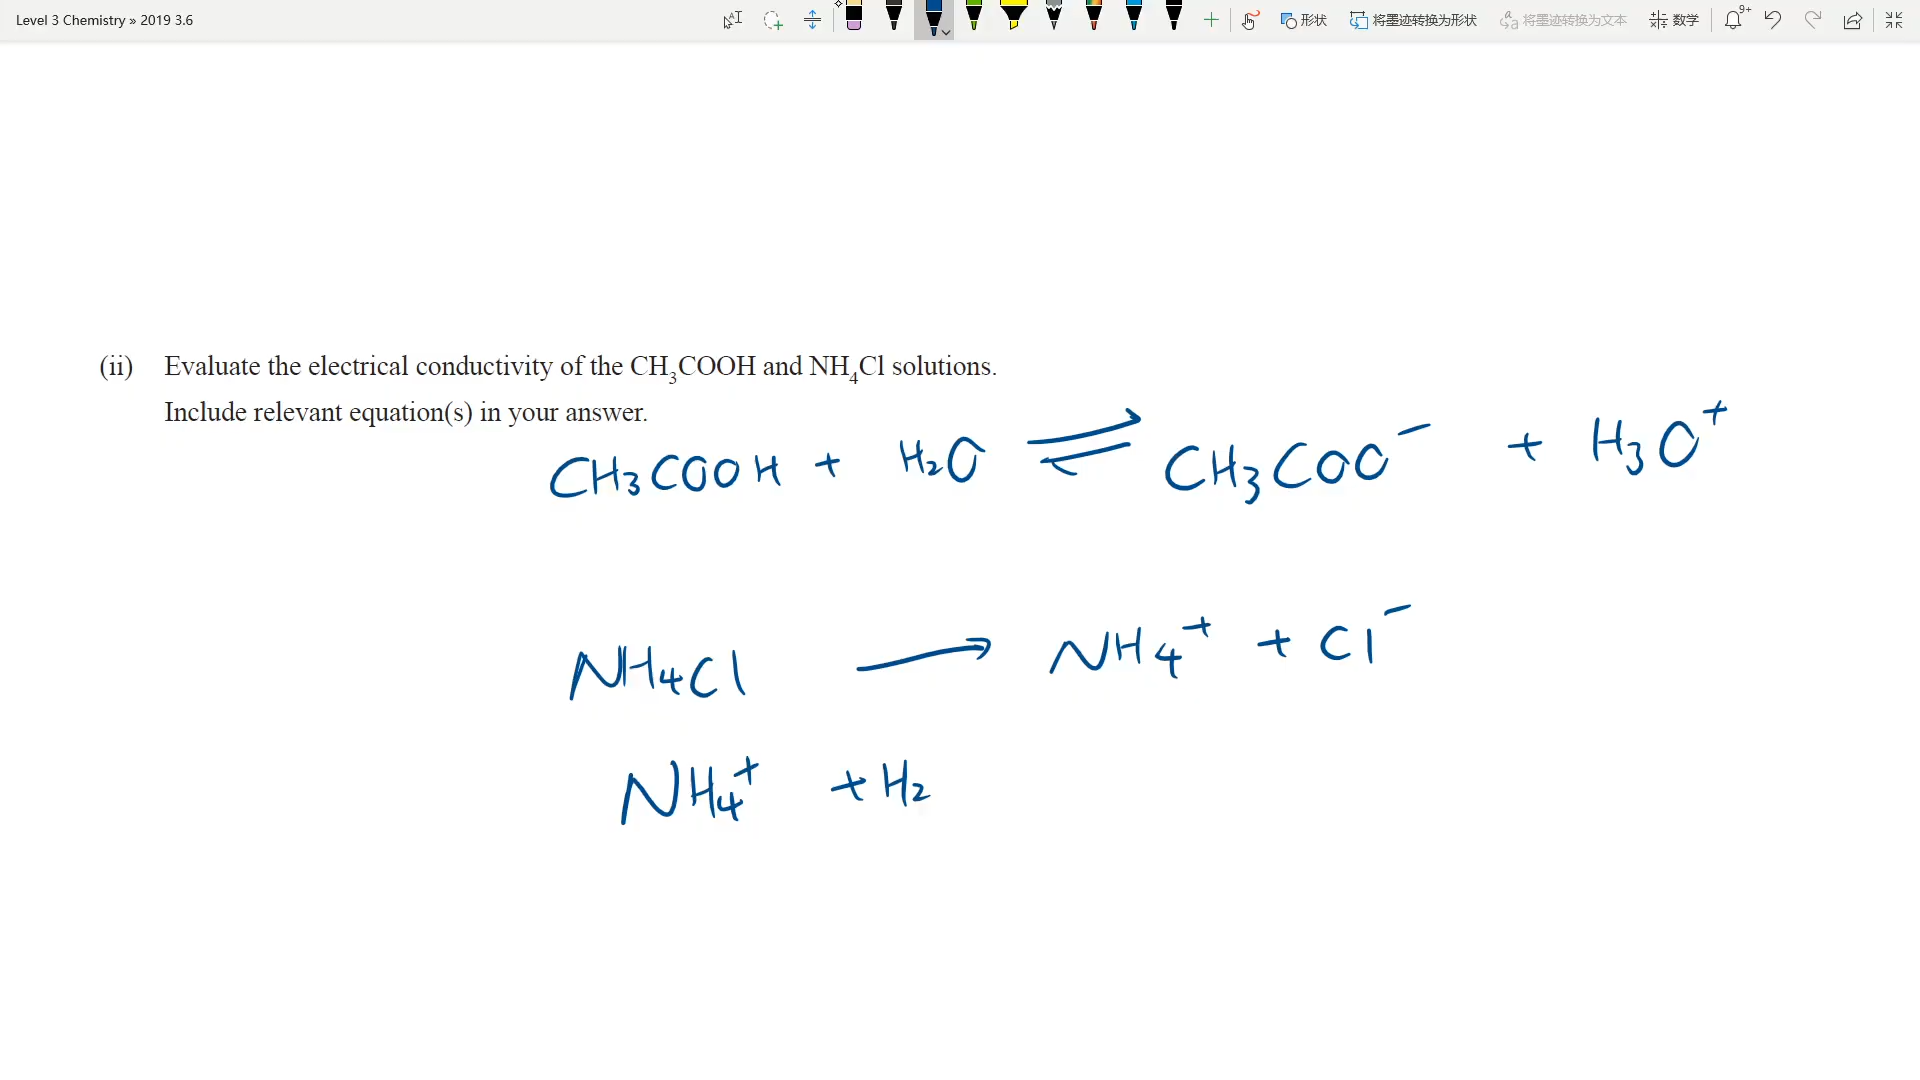 Level 3 Chemistry » 2019 3.6
形状 将墨迹转换为形状 将墨迹转换为文本 数学 9+
(ii) Evaluate the electrical conductivity of the CH₃COOH and NH₄Cl solutions.
Include relevant equation(s) in your answer.
CH₃COOH + H₂O ⇌ CH₃COO⁻ + H₃O⁺
NH₄Cl → NH₄⁺ + Cl⁻
NH₄⁺ + H₂